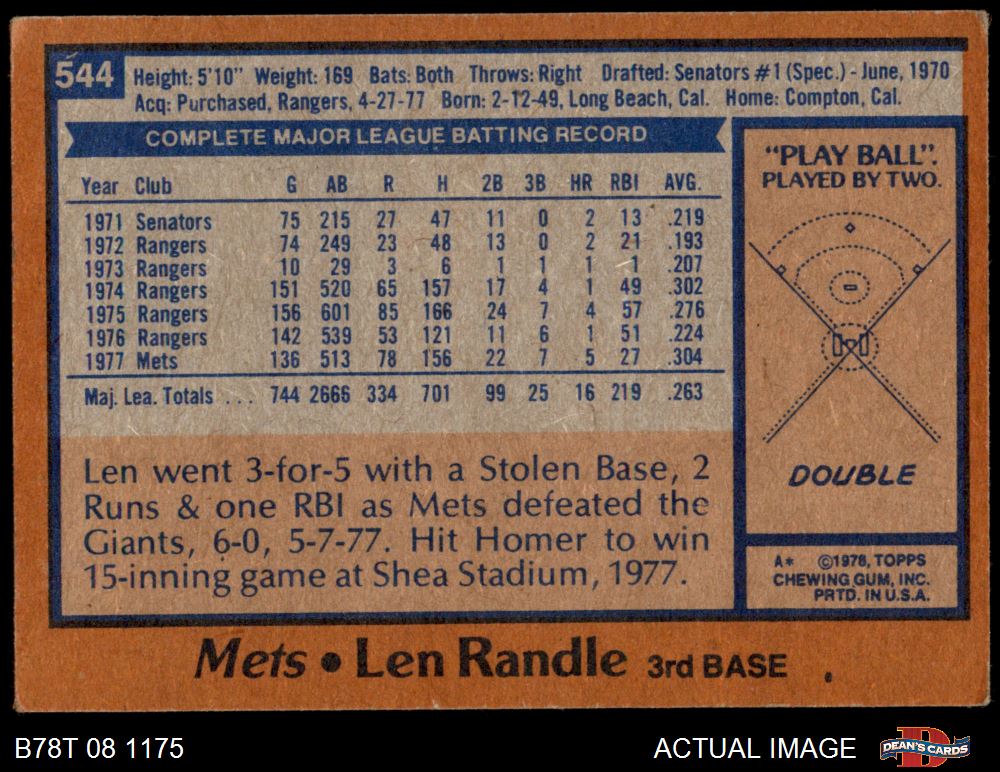 544
Height: 5'10" Weight: 169 Bats: Both Throws: Right Drafted: Senators #1 (Spec.) - June, 1970
Acq: Purchased, Rangers, 4-27-77 Born: 2-12-49, Long Beach, Cal. Home: Compton, Cal.
COMPLETE MAJOR LEAGUE BATTING RECORD
Year Club G AB R H 2B 3B HR RBI AVG.
1971 Senators 75 215 27 47 11 0 2 13 .219
1972 Rangers 74 249 23 48 13 0 2 21 .193
1973 Rangers 10 29 3 6 1 1 1 1 .207
1974 Rangers 151 520 65 157 17 4 1 49 .302
1975 Rangers 156 601 85 166 24 7 4 57 .276
1976 Rangers 142 539 53 121 11 6 1 51 .224
1977 Mets 136 513 78 156 22 7 5 27 .304
Maj. Lea. Totals . . . 744 2666 334 701 99 25 16 219 .263
Len went 3-for-5 with a Stolen Base, 2
Runs & one RBI as Mets defeated the
Giants, 6-0, 5-7-77. Hit Homer to win
15-inning game at Shea Stadium, 1977.
"PLAY BALL".
PLAYED BY TWO.
DOUBLE
A* ©1978, TOPPS
CHEWING GUM, INC.
PRTD. IN U.S.A.
Mets • Len Randle 3rd BASE
B78T 08 1175
ACTUAL IMAGE
DEAN'S CARDS